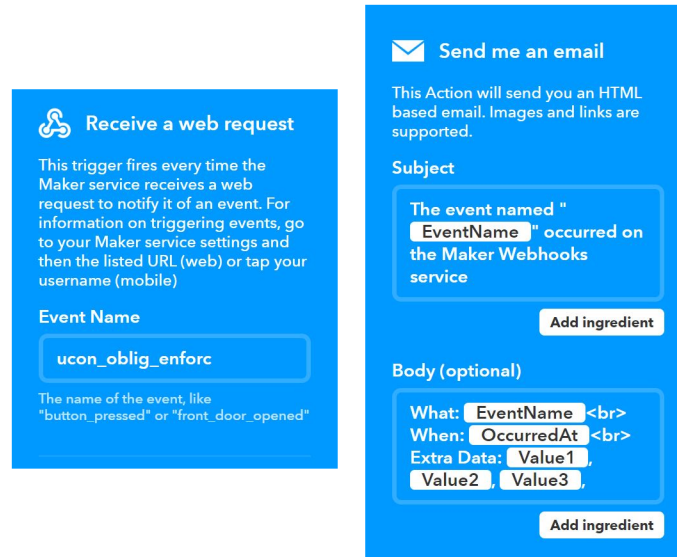 Receive a web request
This trigger fires every time the
Maker service receives a web
request to notify it of an event. For
information on triggering events, go
to your Maker service settings and
then the listed URL (web) or tap your
username (mobile)
Event Name
ucon_oblig_enforc
The name of the event, like
"button_pressed" or "front_door_opened"
Send me an email
This Action will send you an HTML
based email. Images and links are
supported.
Subject
The event named "
EventName " occurred on
the Maker Webhooks
service
Add ingredient
Body (optional)
What: EventName <br>
When: OccurredAt <br>
Extra Data: Value1 ,
Value2 , Value3 ,
Add ingredient